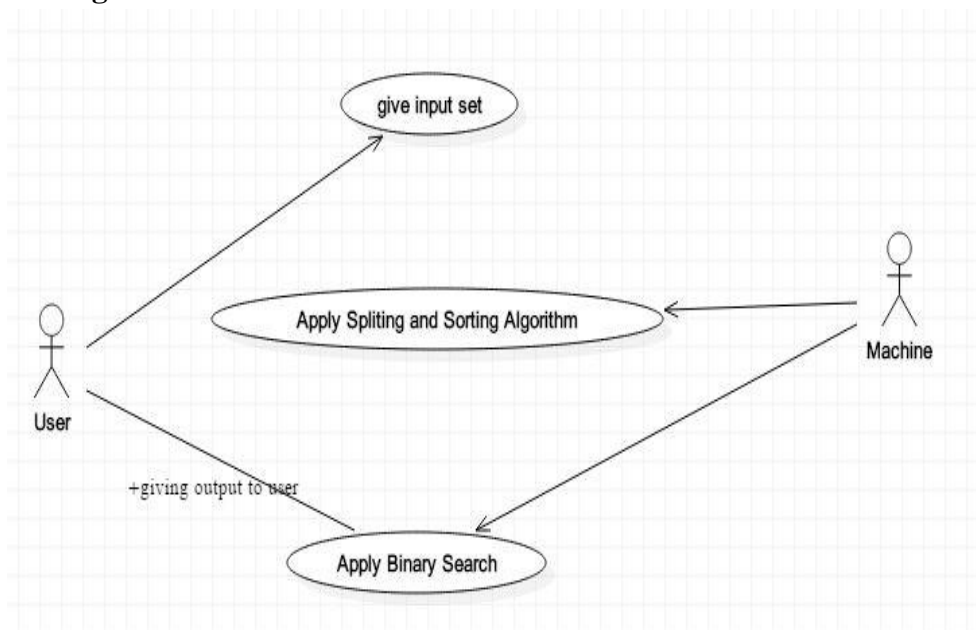 give input set
Apply Spliting and Sorting Algorithm
Machine
User
+giving output to user
Apply Binary Search